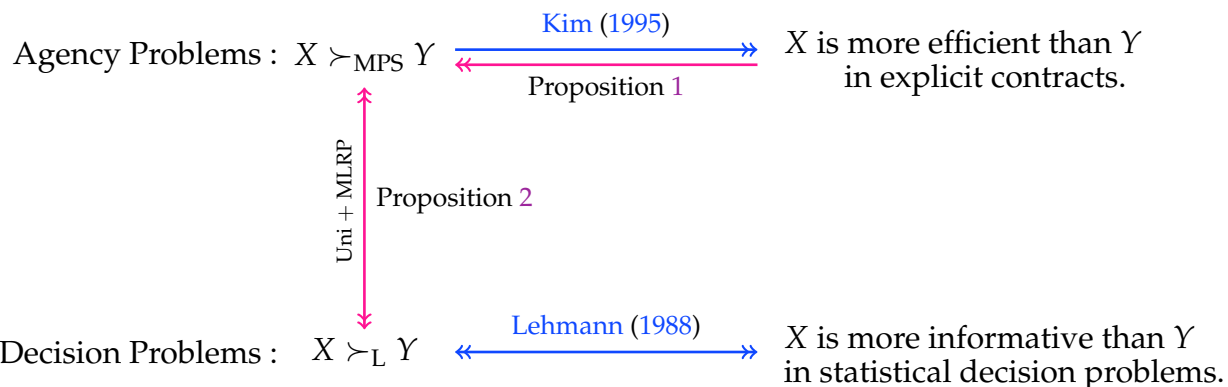 Kim (1995)
Agency Problems : X ≻MPS Y
X is more efficient than Y
in explicit contracts.
Proposition 1
Uni + MLRP
Proposition 2
Lehmann (1988)
Decision Problems : X ≻L Y
X is more informative than Y
in statistical decision problems.